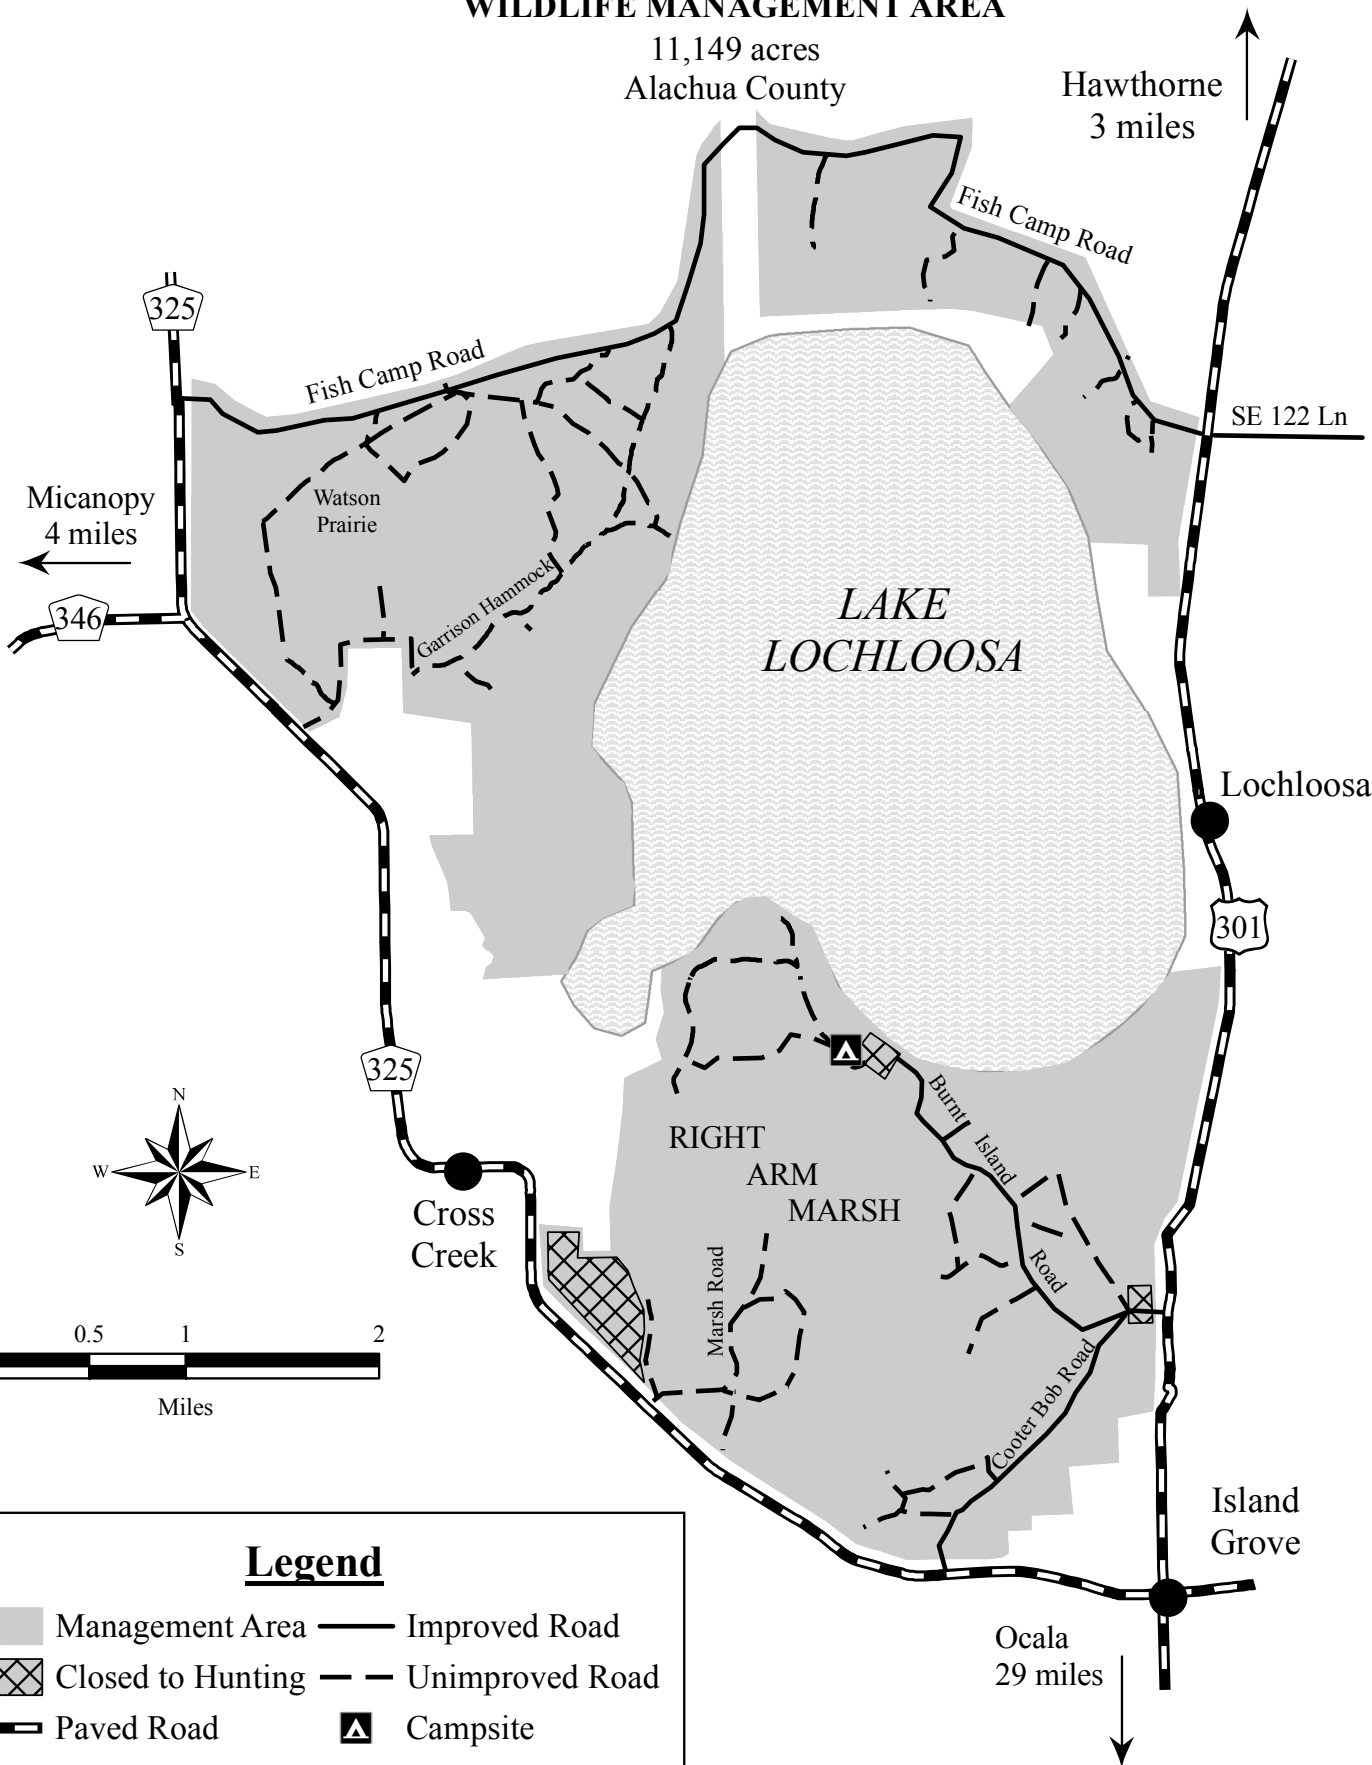 WILDLIFE MANAGEMENT AREA
11,149 acres
Alachua County
Hawthorne
3 miles
Fish Camp Road
325
Fish Camp Road
SE 122 Ln
Micanopy
4 miles
Watson
Prairie
346
Garrison Hammock
LAKE
LOCHLOOSA
Lochloosa
301
325
N
W
E
S
Burnt
Island
Road
RIGHT
ARM
MARSH
Cross
Creek
Marsh Road
0.5
1
2
Miles
Cooter Bob Road
Island
Grove
Ocala
29 miles
Legend
Management Area
Improved Road
Closed to Hunting
Unimproved Road
Paved Road
Campsite